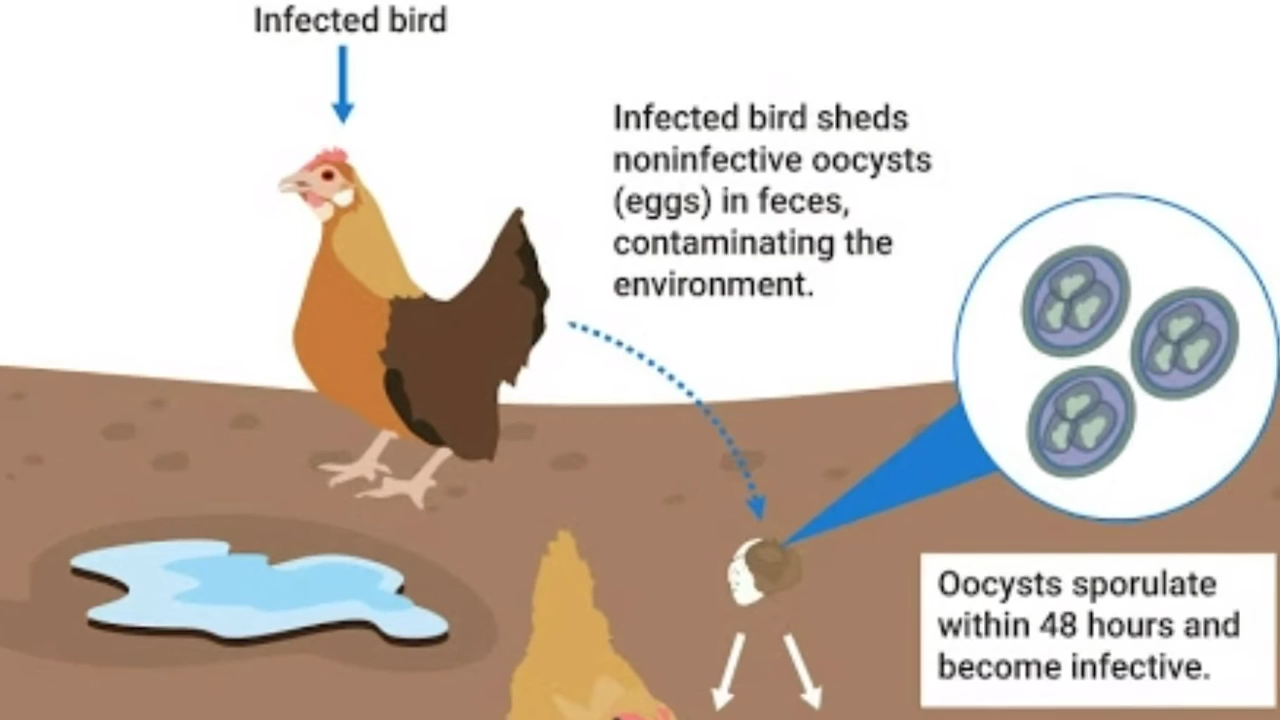 Infected bird
Infected bird sheds
noninfective oocysts
(eggs) in feces,
contaminating the
environment.
Oocysts sporulate
within 48 hours and
become infective.